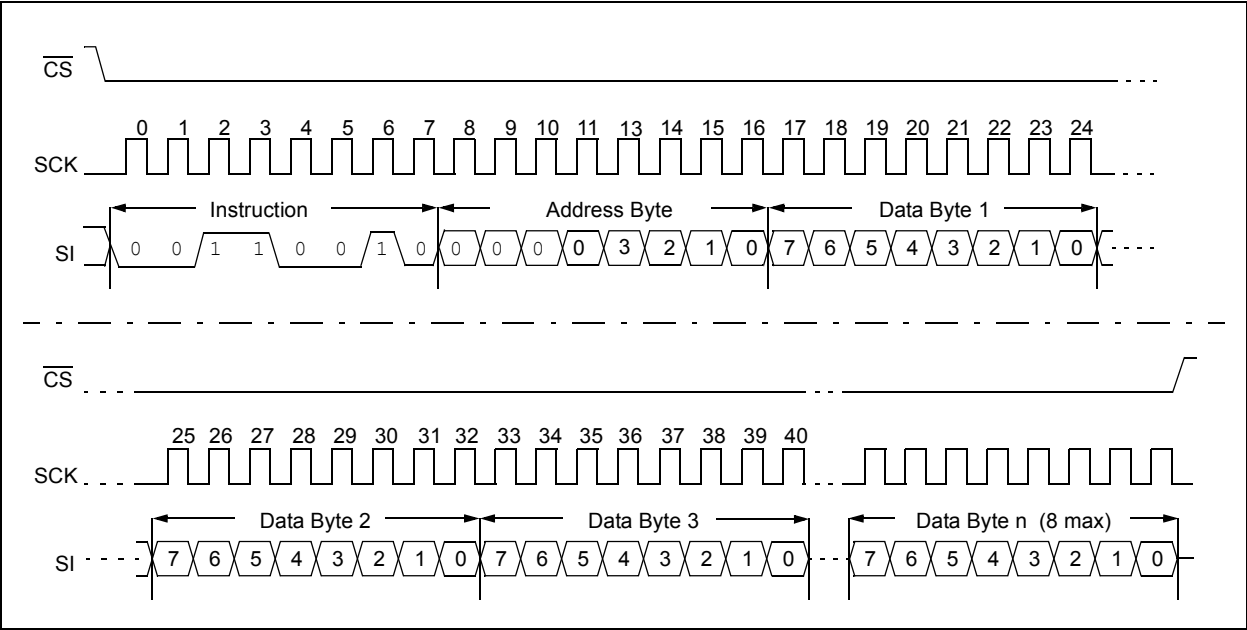 CS
0 1 2 3 4 5 6 7 8 9 10 11 13 14 15 16 17 18 19 20 21 22 23 24
SCK
Instruction Address Byte Data Byte 1
SI 0 0 1 1 0 0 1 0 0 0 0 0 3 2 1 0 7 6 5 4 3 2 1 0
CS
25 26 27 28 29 30 31 32 33 34 35 36 37 38 39 40
SCK
Data Byte 2 Data Byte 3 Data Byte n (8 max)
SI 7 6 5 4 3 2 1 0 7 6 5 4 3 2 1 0 7 6 5 4 3 2 1 0